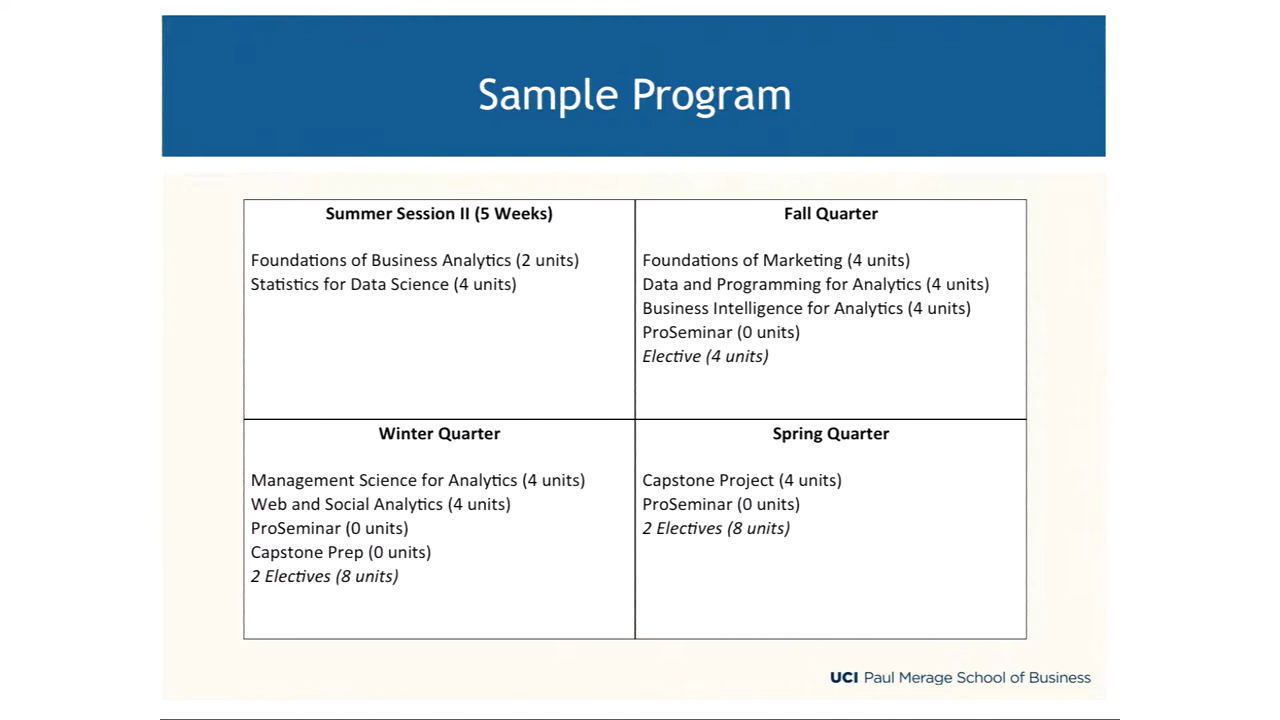 Sample Program
Summer Session II (5 Weeks)
Foundations of Business Analytics (2 units)
Statistics for Data Science (4 units)
Fall Quarter
Foundations of Marketing (4 units)
Data and Programming for Analytics (4 units)
Business Intelligence for Analytics (4 units)
ProSeminar (0 units)
Elective (4 units)
Winter Quarter
Management Science for Analytics (4 units)
Web and Social Analytics (4 units)
ProSeminar (0 units)
Capstone Prep (0 units)
2 Electives (8 units)
Spring Quarter
Capstone Project (4 units)
ProSeminar (0 units)
2 Electives (8 units)
UCI Paul Merage School of Business